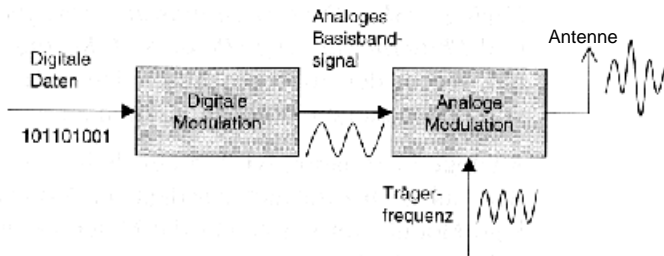 Digitale
Daten
101101001
Digitale
Modulation
Analoges
Basisband-
signal
Analoge
Modulation
Antenne
Träger-
frequenz